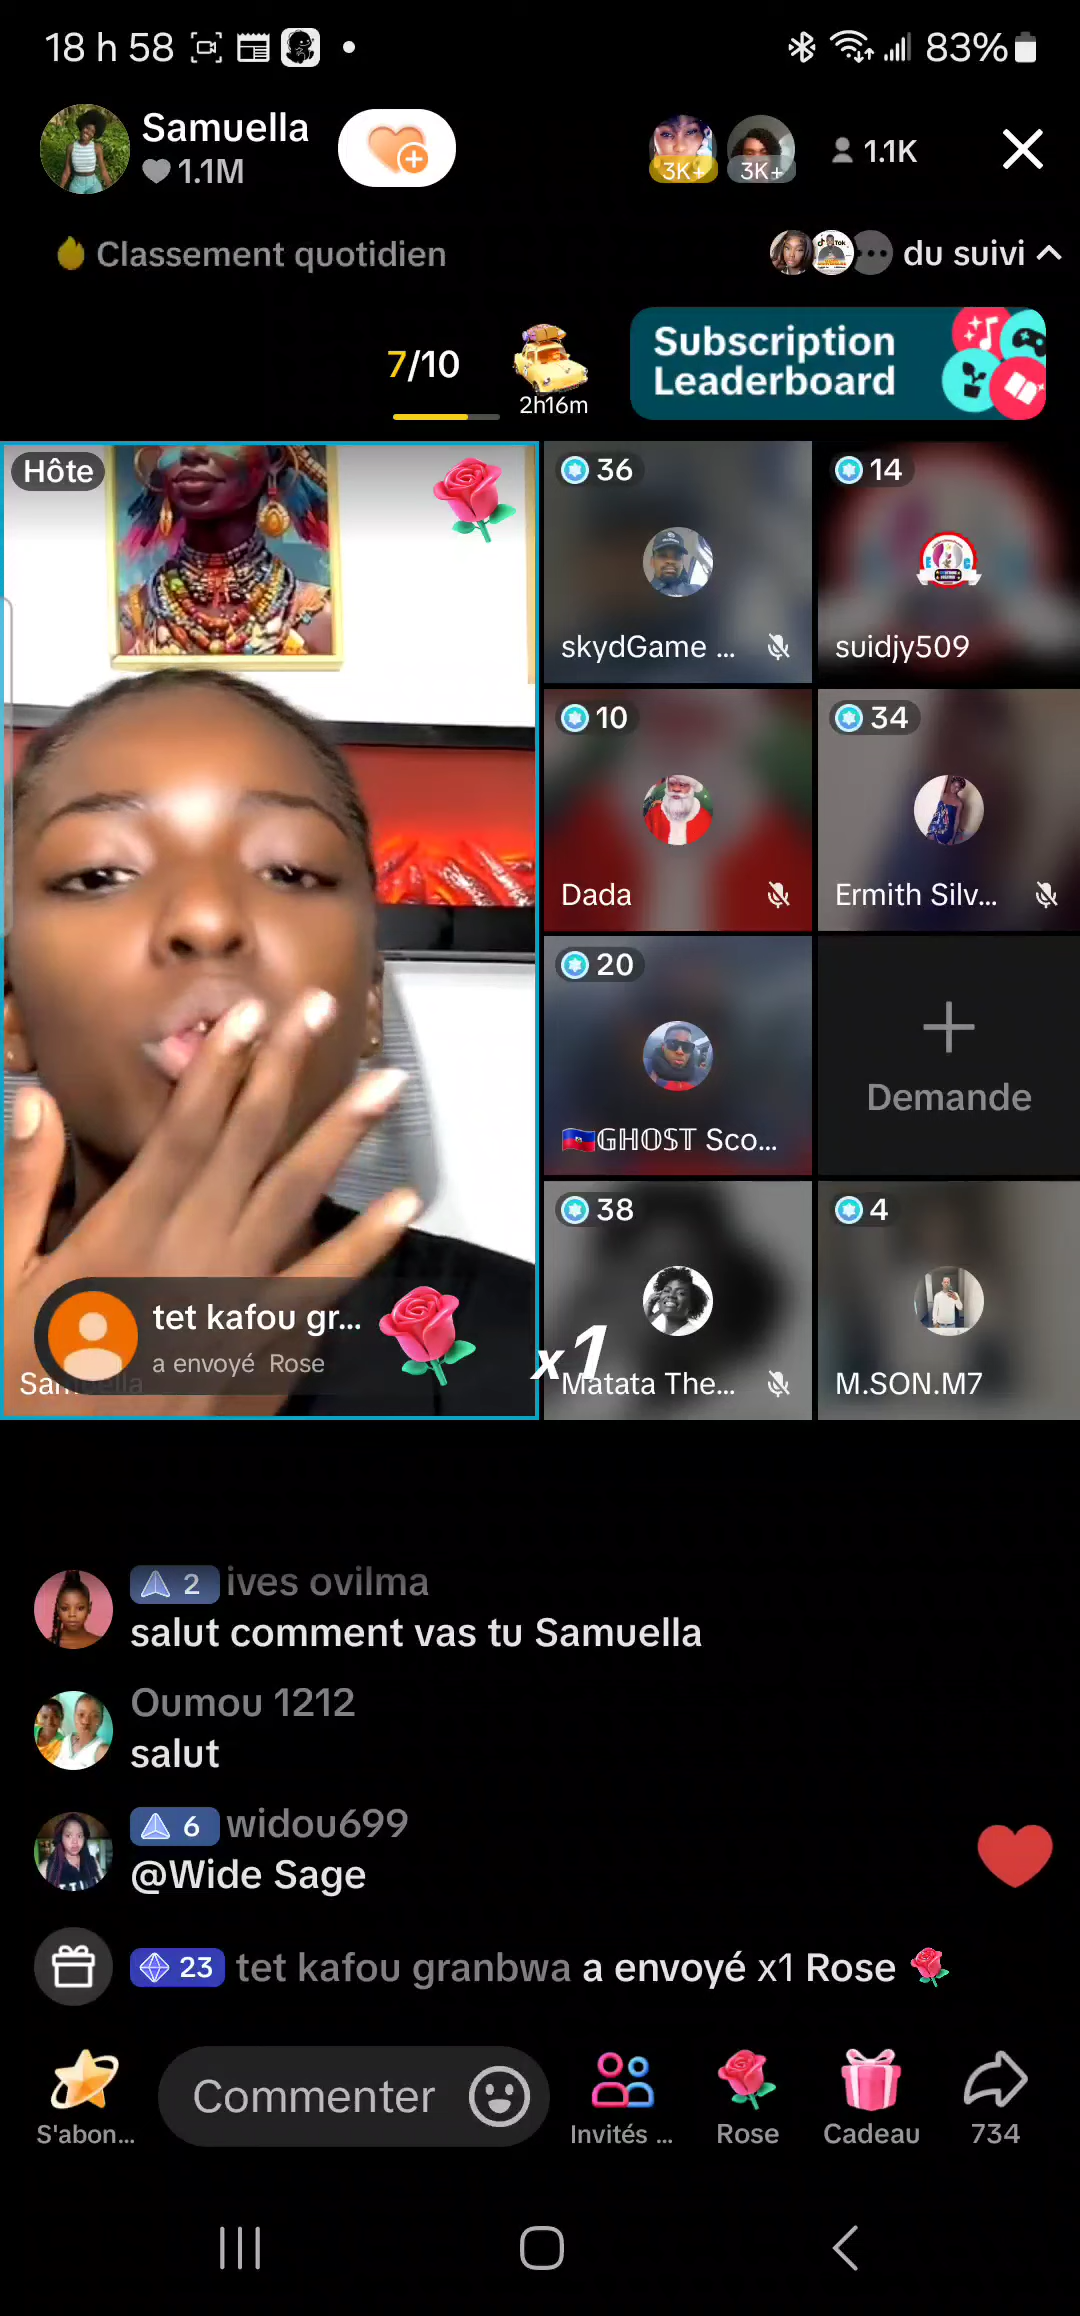 18 h 58
83%
Samuella
1.1M
3K+
3K+
1.1K
Classement quotidien
du suivi
7/10
2h16m
Subscription
Leaderboard
Hôte
36
skydGame ...
14
suidjy509
10
Dada
34
Ermith Silv...
20
🇭🇹𝔾ℍ𝕆𝕊𝕋 Sco...
Demande
38
Matata The...
4
M.SON.M7
tet kafou gr...
a envoyé Rose
x1
Samuella
2 ives ovilma
salut comment vas tu Samuella
Oumou 1212
salut
6 widou699
@Wide Sage
23 tet kafou granbwa a envoyé x1 Rose 🌹
S'abon...
Commenter
Invités ...
Rose
Cadeau
734